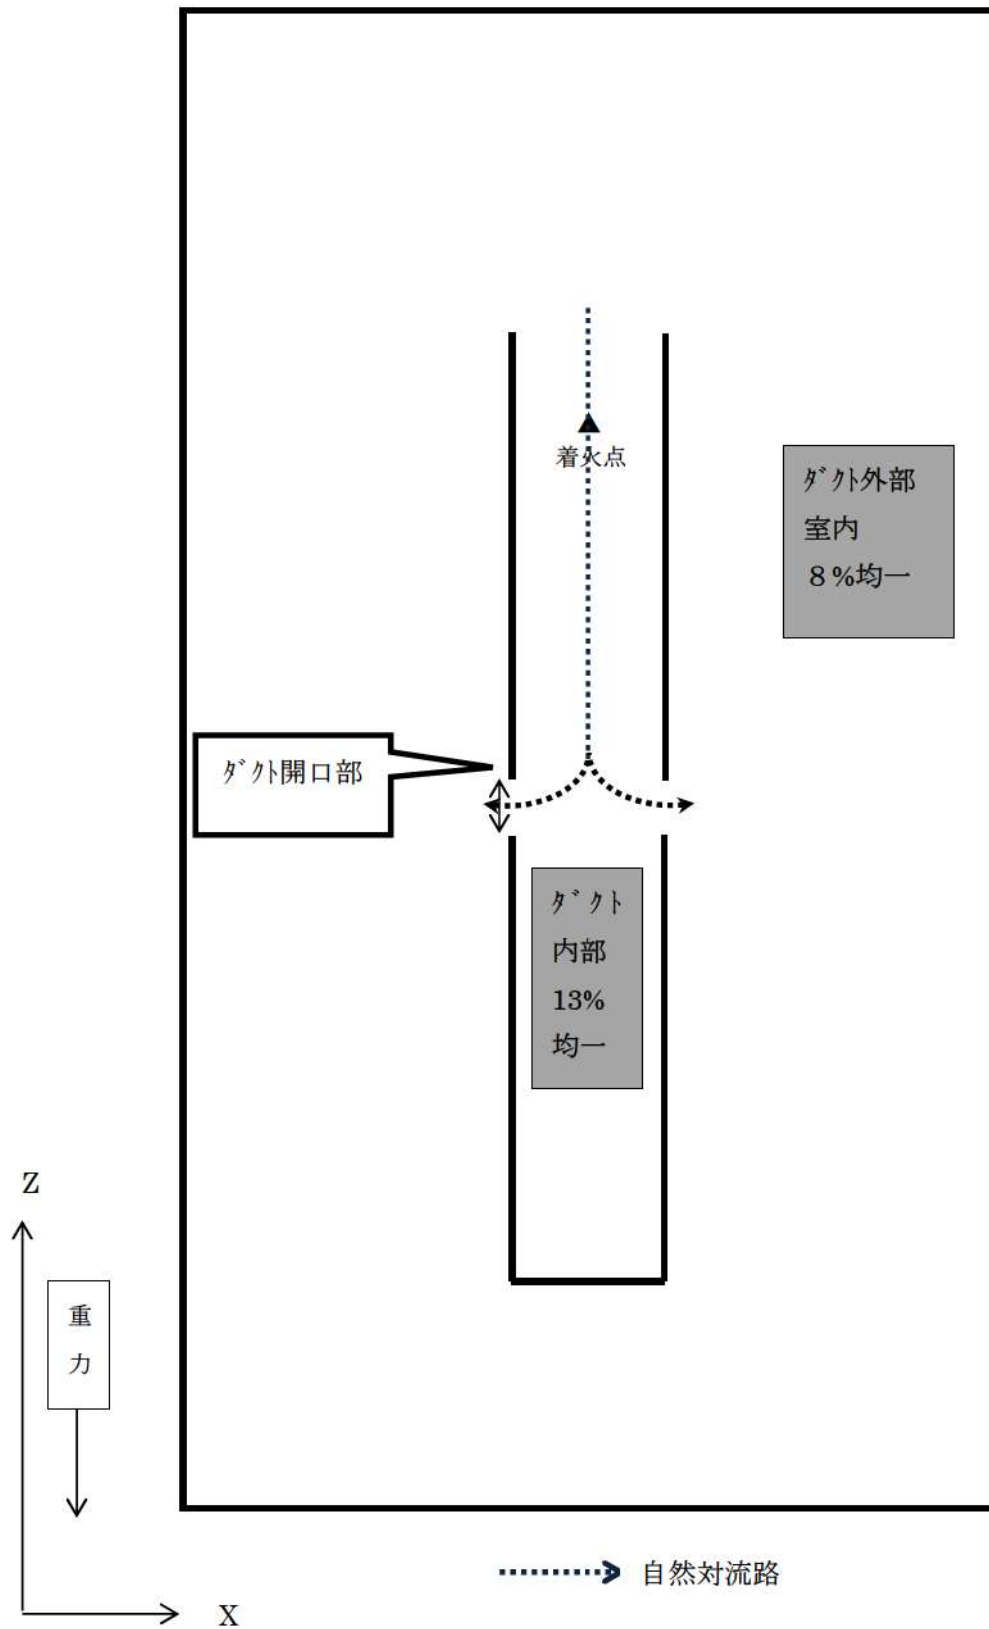 着火点
ダクト外部
室内
８%均一
ダクト開口部
ダクト
内部
13%
均一
Z
重
力
X
自然対流路